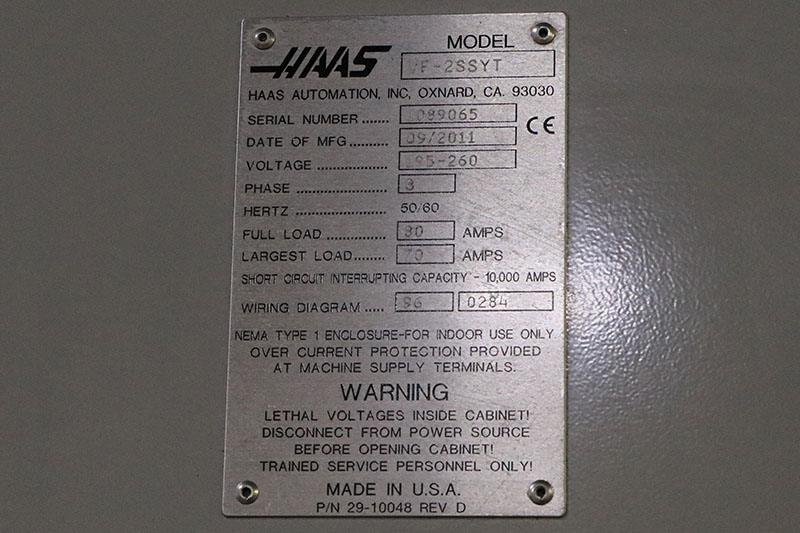 HAAS
MODEL VF-2SSYT
HAAS AUTOMATION, INC, OXNARD, CA. 93030
SERIAL NUMBER ....... 1089065
DATE OF MFG.......... 09/2011
CE
VOLTAGE .................. 195-260
PHASE ....................... 3
HERTZ ....................... 50/60
FULL LOAD ............... 80 AMPS
LARGEST LOAD........ 70 AMPS
SHORT CIRCUIT INTERRUPTING CAPACITY - 10,000 AMPS
WIRING DIAGRAM ..... 96 0284
NEMA TYPE 1 ENCLOSURE-FOR INDOOR USE ONLY
OVER CURRENT PROTECTION PROVIDED
AT MACHINE SUPPLY TERMINALS.
WARNING
LETHAL VOLTAGES INSIDE CABINET!
DISCONNECT FROM POWER SOURCE
BEFORE OPENING CABINET!
TRAINED SERVICE PERSONNEL ONLY!
MADE IN U.S.A.
P/N 29-10048 REV D